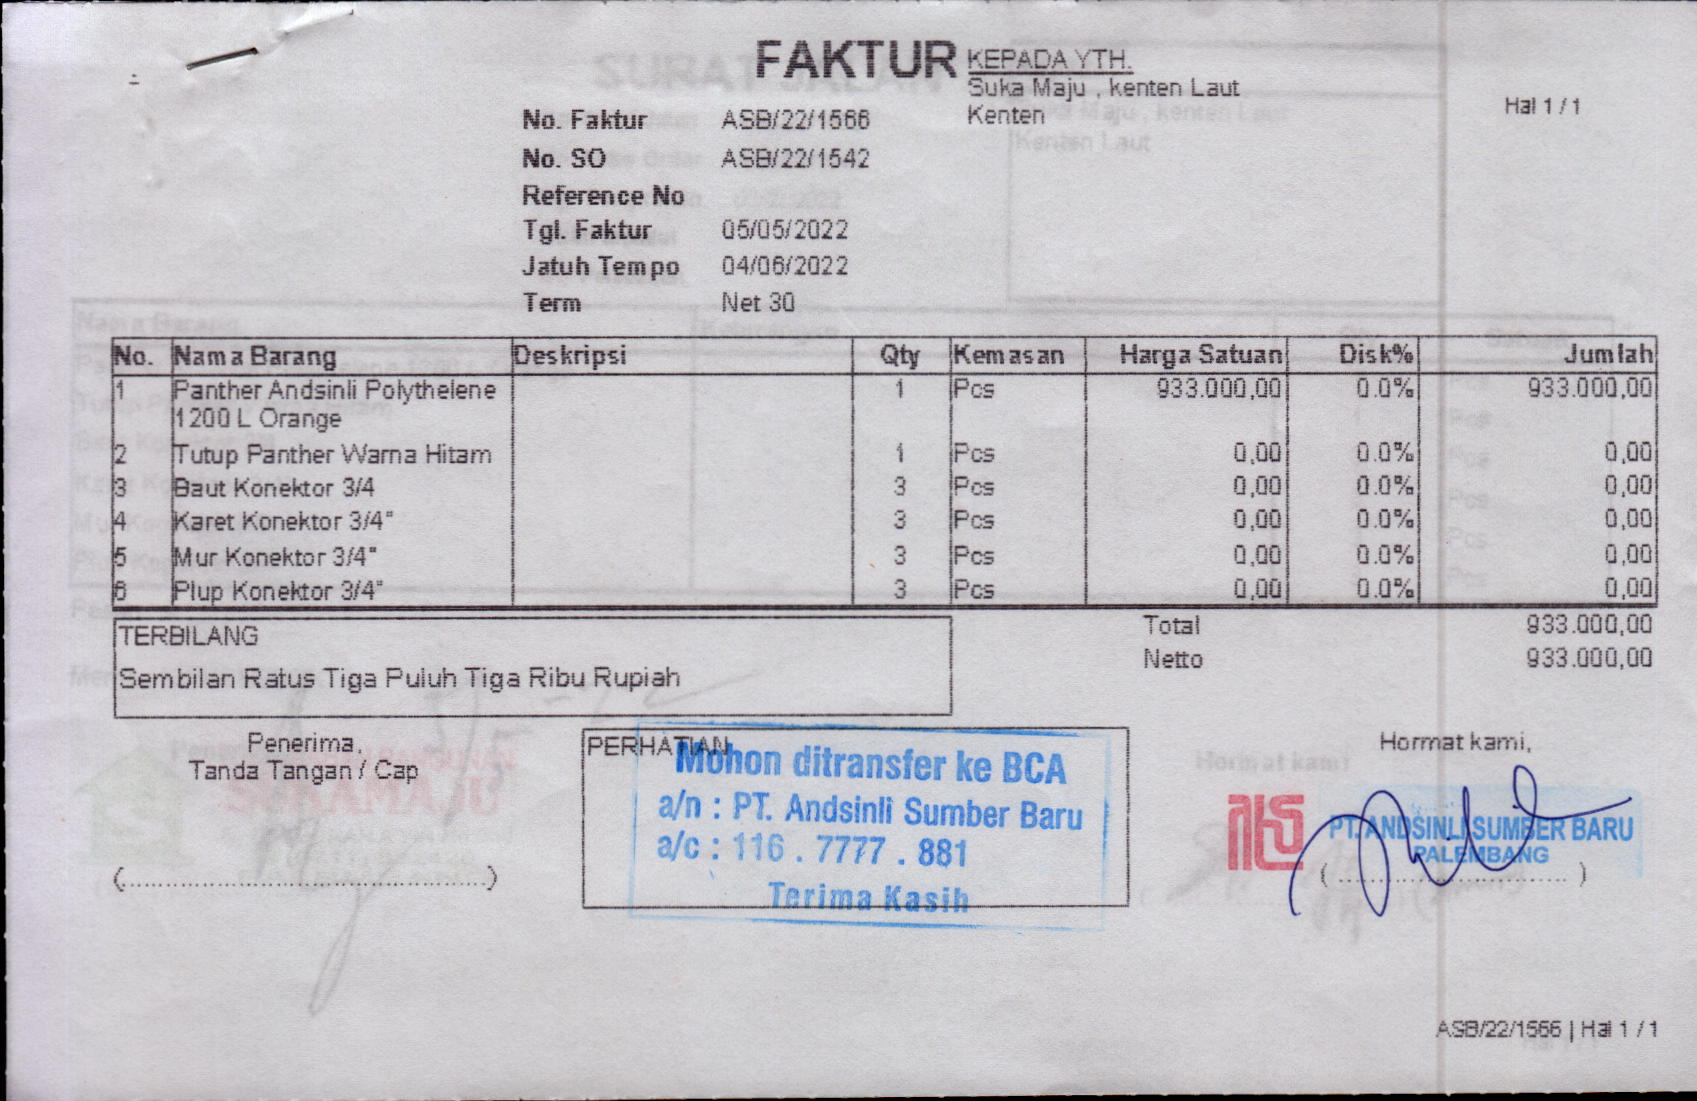 FAKTUR
KEPADA YTH.
Suka Maju , kenten Laut
Kenten
Hal 1 / 1
No. Faktur ASB/22/1566
No. SO ASB/22/1542
Reference No
Tgl. Faktur 05/05/2022
Jatuh Tempo 04/06/2022
Term Net 30
No. Nama Barang Deskripsi Qty Kemasan Harga Satuan Disk% Jumlah
1 Panther Andsinli Polythelene 1 Pcs 933.000,00 0.0% 933.000,00
1200 L Orange
2 Tutup Panther Warna Hitam 1 Pcs 0,00 0.0% 0,00
3 Baut Konektor 3/4 3 Pcs 0,00 0.0% 0,00
4 Karet Konektor 3/4" 3 Pcs 0,00 0.0% 0,00
5 Mur Konektor 3/4" 3 Pcs 0,00 0.0% 0,00
6 Plup Konektor 3/4" 3 Pcs 0,00 0.0% 0,00
TERBILANG
Sembilan Ratus Tiga Puluh Tiga Ribu Rupiah
Total 933.000,00
Netto 933.000,00
Penerima,
Tanda Tangan / Cap
(..........................................)
PERHATIAN
Mohon ditransfer ke BCA
a/n : PT. Andsinli Sumber Baru
a/c : 116 . 7777 . 881
Terima Kasih
Hormat kami,
PT. ANDSINLI SUMBER BARU
PALEMBANG
(..............................)
ASB/22/1566 | Hal 1 / 1
SURAT JALAN
SUKAMAJU